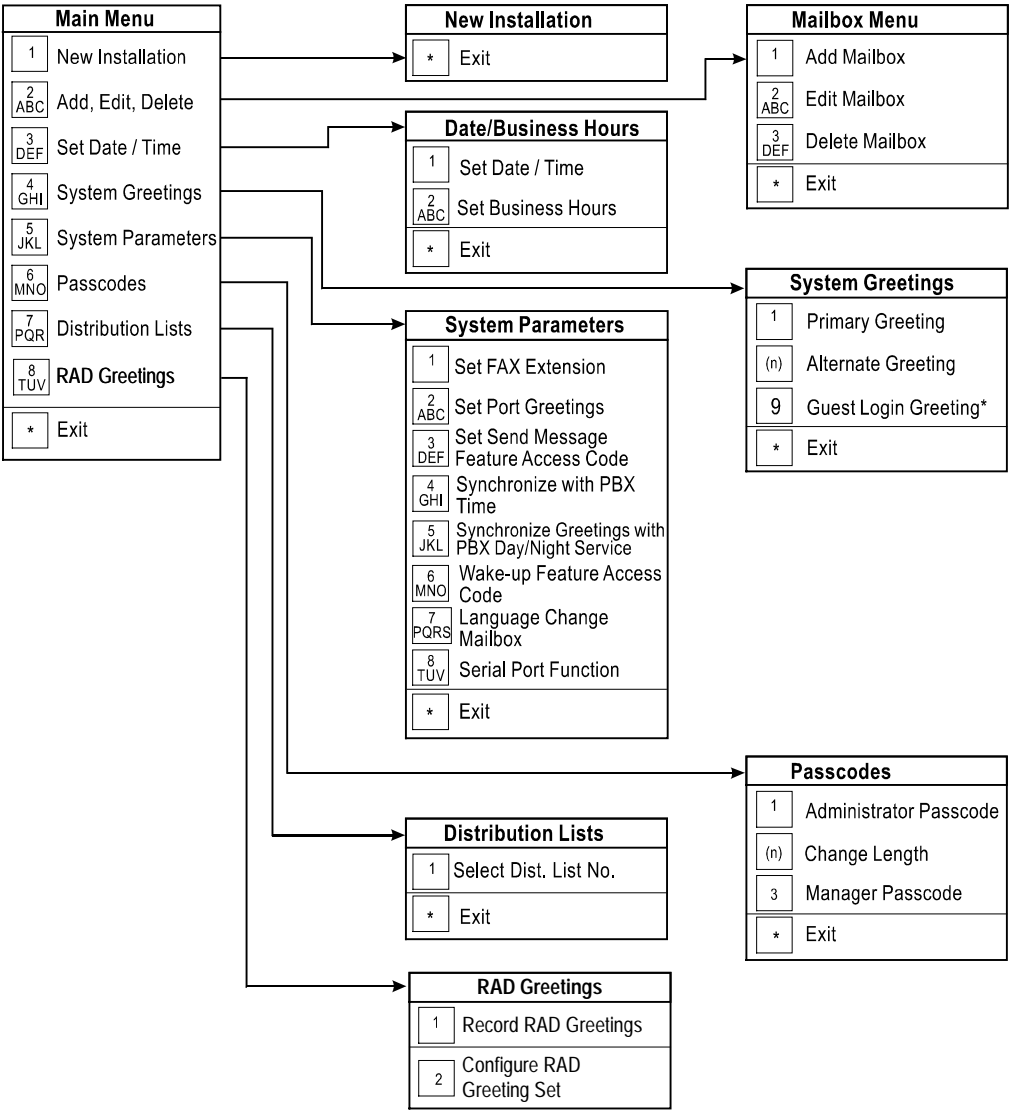 Main Menu
1 New Installation
2 ABC Add, Edit, Delete
3 DEF Set Date / Time
4 GHI System Greetings
5 JKL System Parameters
6 MNO Passcodes
7 PQR Distribution Lists
8 TUV RAD Greetings
* Exit
New Installation
* Exit
Mailbox Menu
1 Add Mailbox
2 ABC Edit Mailbox
3 DEF Delete Mailbox
* Exit
Date/Business Hours
1 Set Date / Time
2 ABC Set Business Hours
* Exit
System Greetings
1 Primary Greeting
(n) Alternate Greeting
9 Guest Login Greeting*
* Exit
System Parameters
1 Set FAX Extension
2 ABC Set Port Greetings
3 DEF Set Send Message
Feature Access Code
4 GHI Synchronize with PBX
Time
5 JKL Synchronize Greetings with
PBX Day/Night Service
6 MNO Wake-up Feature Access
Code
7 PQRS Language Change
Mailbox
8 TUV Serial Port Function
* Exit
Passcodes
1 Administrator Passcode
(n) Change Length
3 Manager Passcode
* Exit
Distribution Lists
1 Select Dist. List No.
* Exit
RAD Greetings
1 Record RAD Greetings
2 Configure RAD
Greeting Set